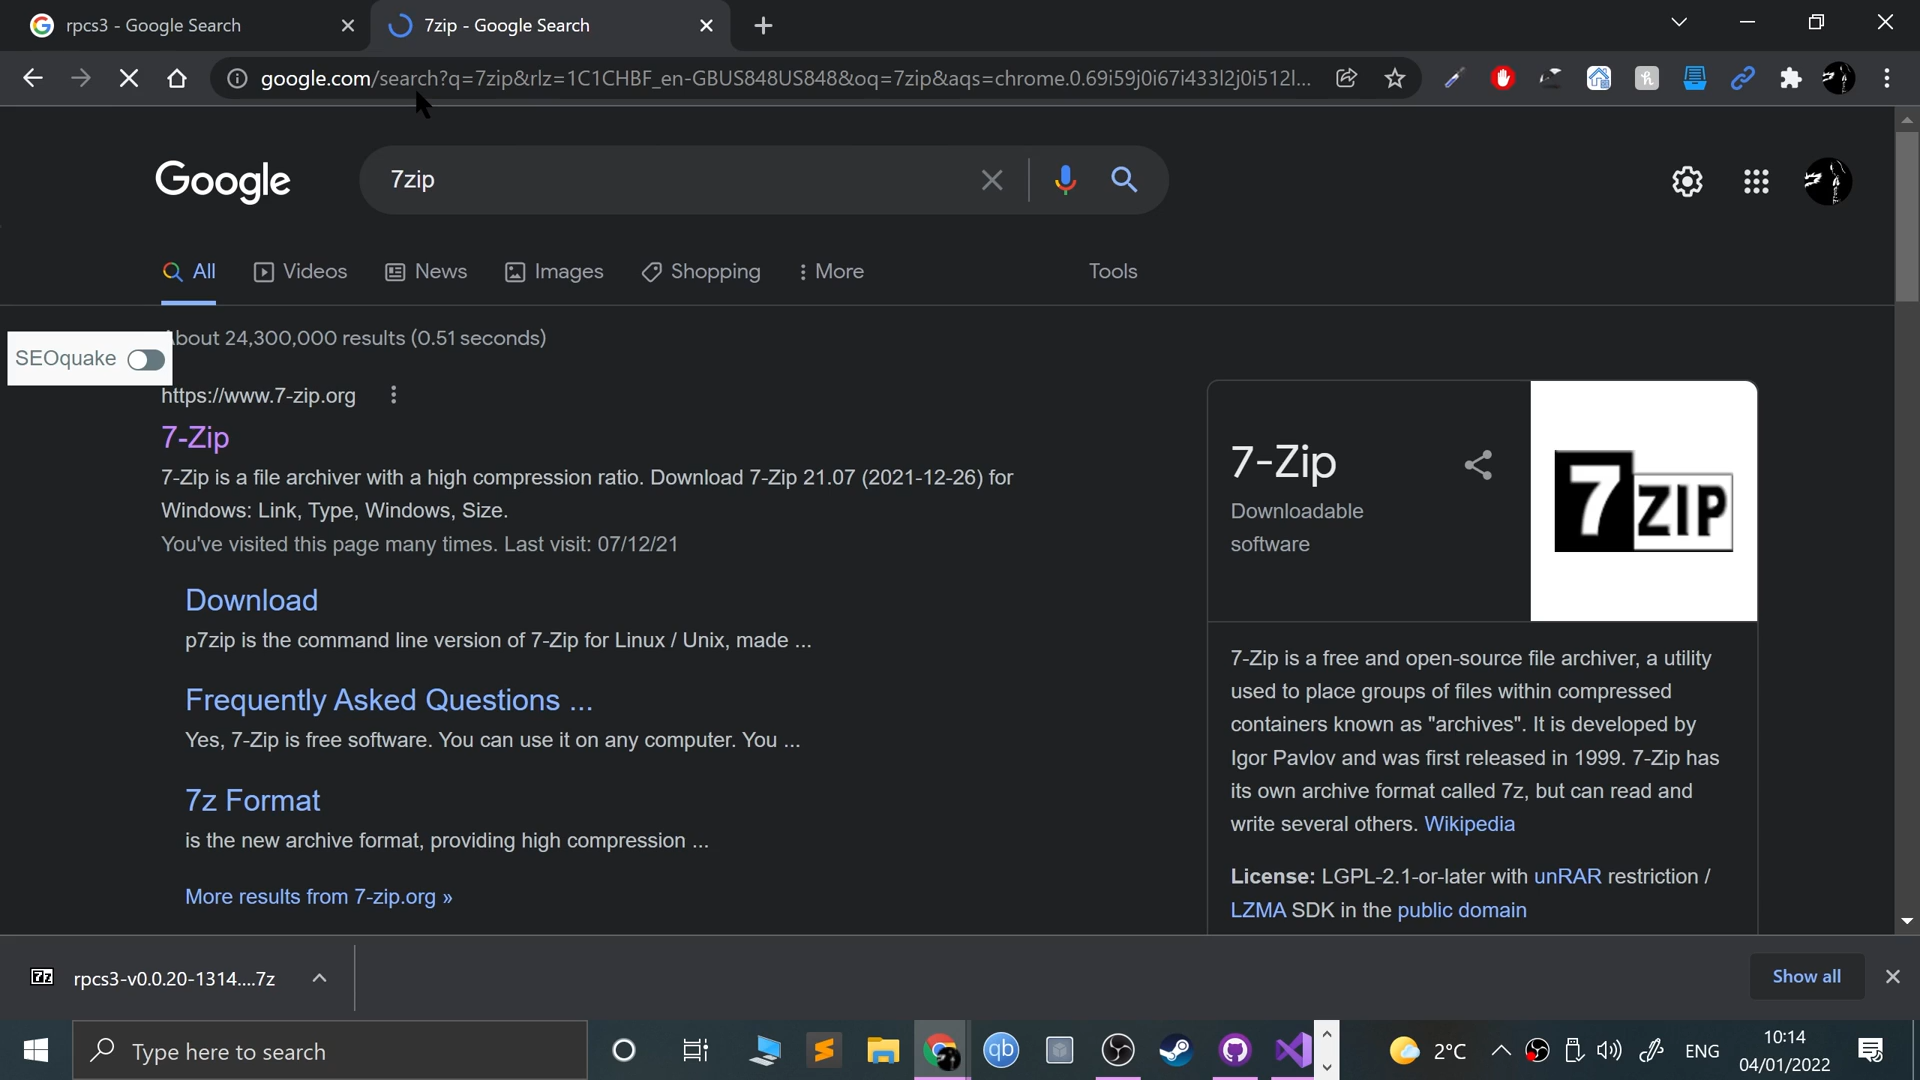 rpcs3 - Google Search
7zip - Google Search
google.com/search?q=7zip&rlz=1C1CHBF_en-GBUS848US848&oq=7zip&aqs=chrome.0.69i59j0i67i433l2j0i512l...
Google
7zip
All
Videos
News
Images
Shopping
More
Tools
SEOquake
bout 24,300,000 results (0.51 seconds)
https://www.7-zip.org
7-Zip
7-Zip is a file archiver with a high compression ratio. Download 7-Zip 21.07 (2021-12-26) for
Windows: Link, Type, Windows, Size.
You've visited this page many times. Last visit: 07/12/21
Download
p7zip is the command line version of 7-Zip for Linux / Unix, made ...
Frequently Asked Questions ...
Yes, 7-Zip is free software. You can use it on any computer. You ...
7z Format
is the new archive format, providing high compression ...
More results from 7-zip.org »
7-Zip
Downloadable
software
7 ZIP
7-Zip is a free and open-source file archiver, a utility
used to place groups of files within compressed
containers known as "archives". It is developed by
Igor Pavlov and was first released in 1999. 7-Zip has
its own archive format called 7z, but can read and
write several others. Wikipedia
License: LGPL-2.1-or-later with unRAR restriction /
LZMA SDK in the public domain
7z
rpcs3-v0.0.20-1314....7z
Show all
Type here to search
qb
2°C
ENG
10:14
04/01/2022